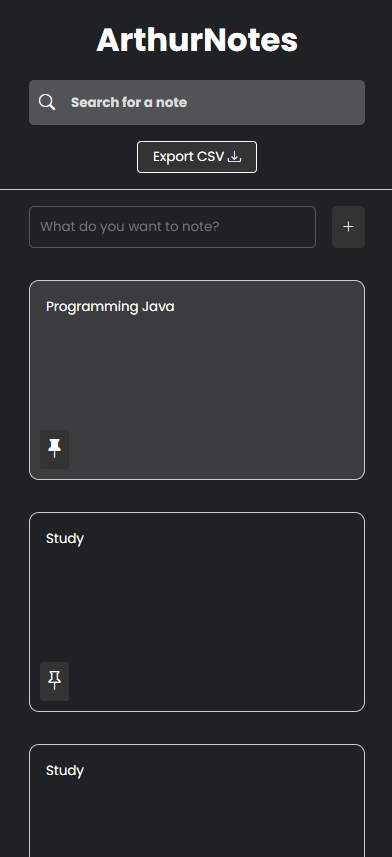 ArthurNotes
Search for a note
Export CSV
What do you want to note?
+
Programming Java
Study
Study